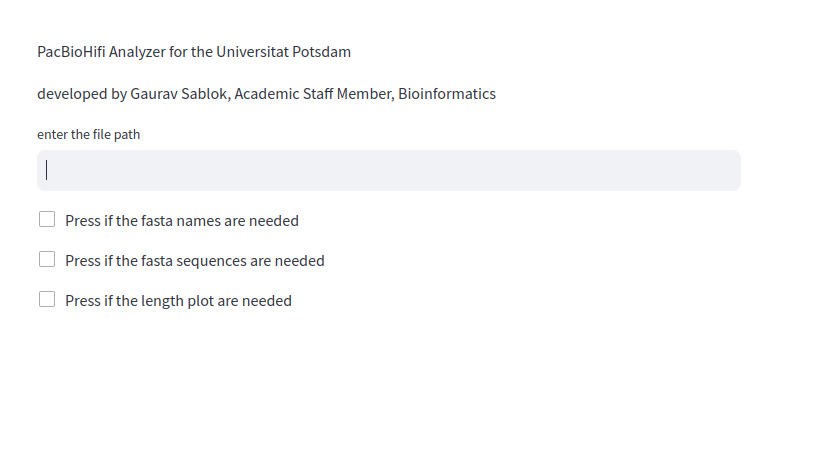 PacBioHifi Analyzer for the Universitat Potsdam
developed by Gaurav Sablok, Academic Staff Member, Bioinformatics
enter the file path
Press if the fasta names are needed
Press if the fasta sequences are needed
Press if the length plot are needed